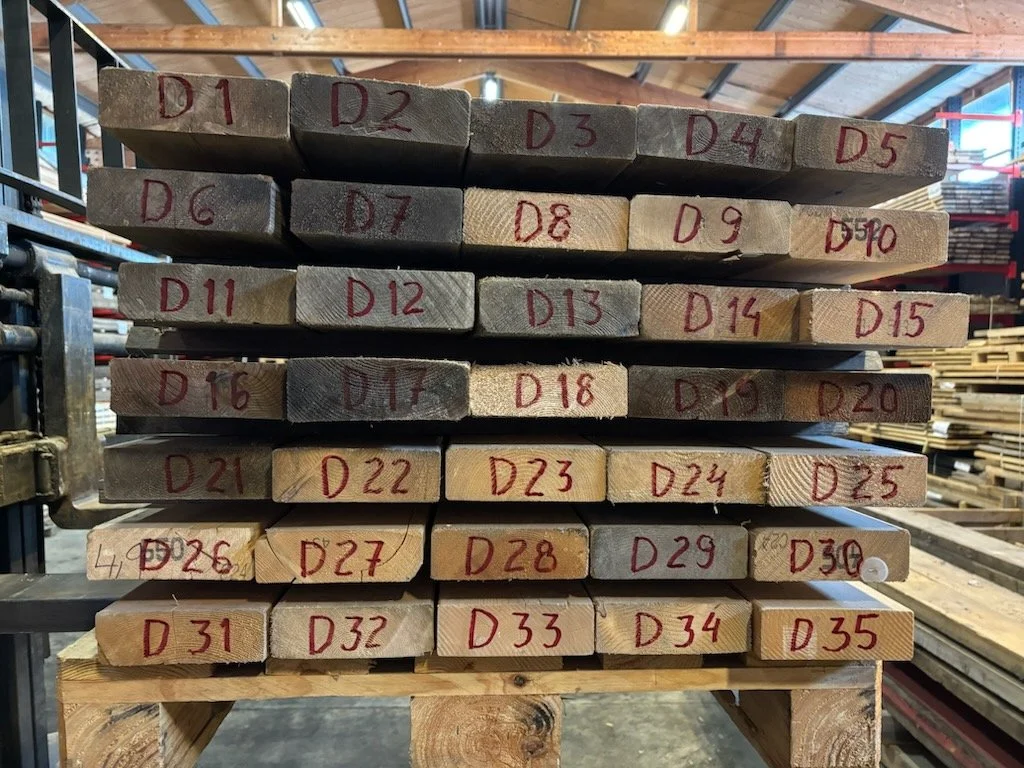 D1 D2 D3 D4 D5
D6 D7 D8 D9 D10
D11 D12 D13 D14 D15
D16 D17 D18 D19 D20
D21 D22 D23 D24 D25
D26 D27 D28 D29 D30
D31 D32 D33 D34 D35